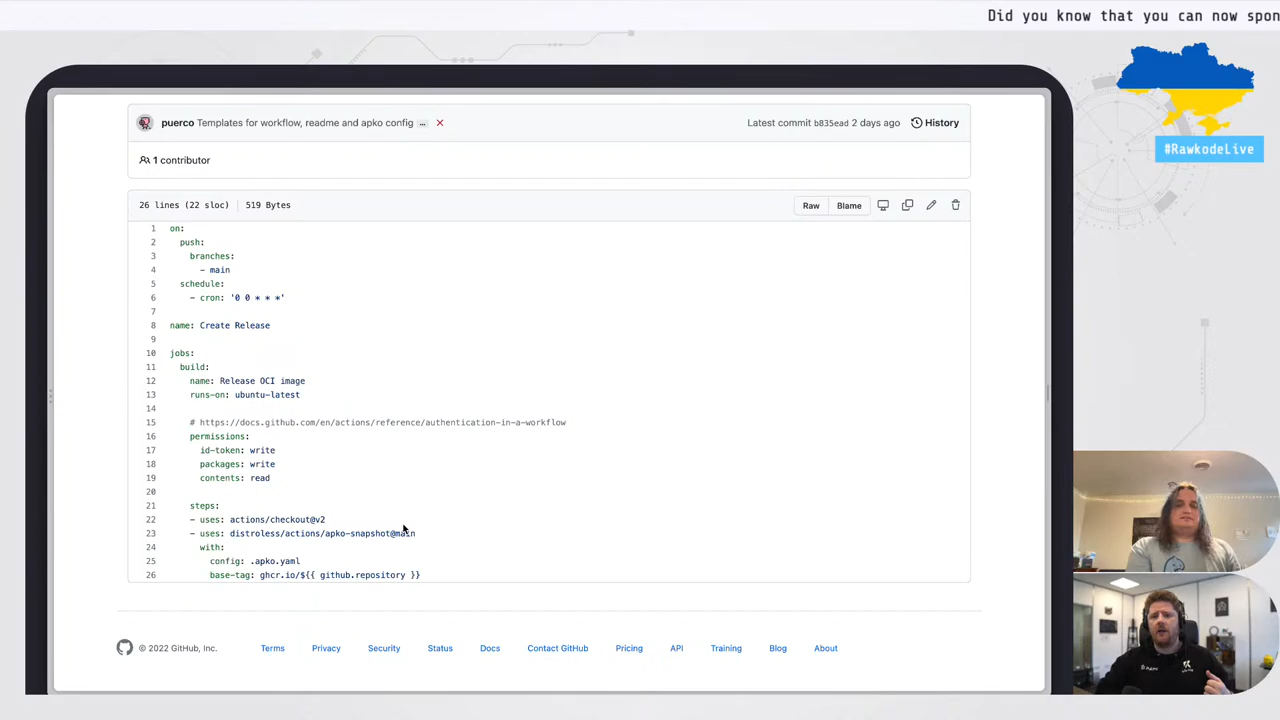 Did you know that you can now spon
#RawkodeLive
puerco Templates for workflow, readme and apko config ...
Latest commit b835ead 2 days ago History
1 contributor
26 lines (22 sloc) 519 Bytes
Raw Blame
1 on:
2 push:
3 branches:
4 - main
5 schedule:
6 - cron: '0 0 * * *'
7
8 name: Create Release
9
10 jobs:
11 build:
12 name: Release OCI image
13 runs-on: ubuntu-latest
14
15 # https://docs.github.com/en/actions/reference/authentication-in-a-workflow
16 permissions:
17 id-token: write
18 packages: write
19 contents: read
20
21 steps:
22 - uses: actions/checkout@v2
23 - uses: distroless/actions/apko-snapshot@main
24 with:
25 config: .apko.yaml
26 base-tag: ghcr.io/${{ github.repository }}
© 2022 GitHub, Inc. Terms Privacy Security Status Docs Contact GitHub Pricing API Training Blog About